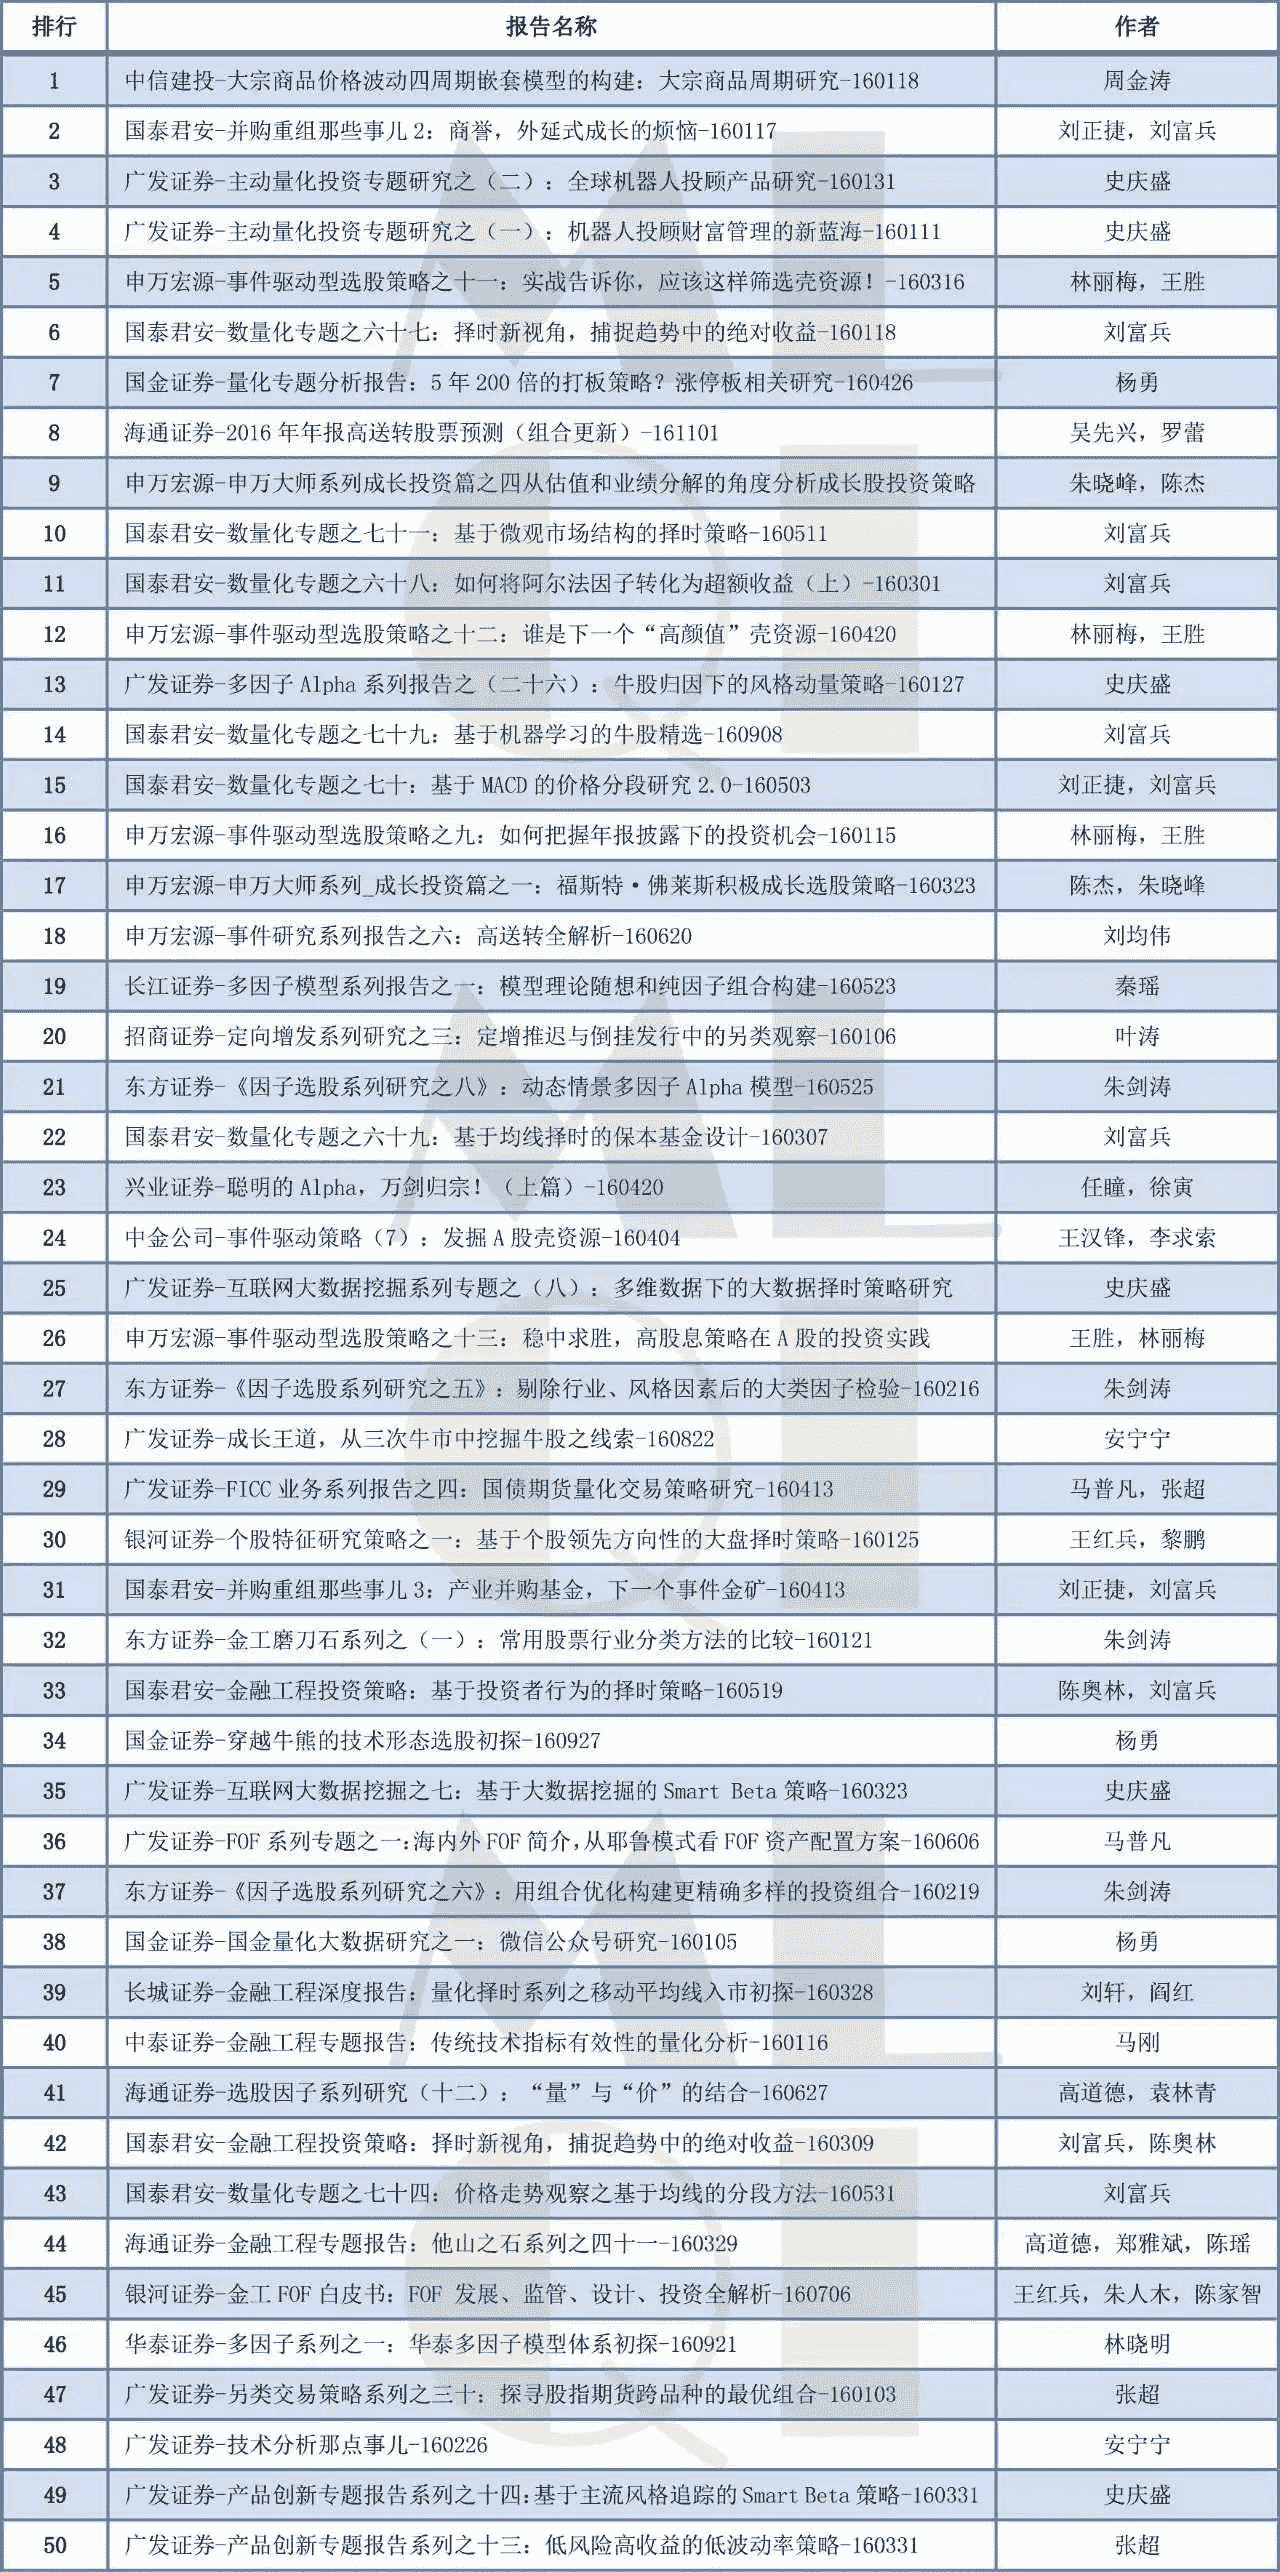 排行 报告名称 作者
1 中信建投-大宗商品价格波动四周期嵌套模型的构建：大宗商品周期研究-160118 周金涛
2 国泰君安-并购重组那些事儿2：商誉，外延式成长的烦恼-160117 刘正捷，刘富兵
3 广发证券-主动量化投资专题研究之（二）：全球机器人投顾产品研究-160131 史庆盛
4 广发证券-主动量化投资专题研究之（一）：机器人投顾财富管理的新蓝海-160111 史庆盛
5 申万宏源-事件驱动型选股策略之十一：实战告诉你，应该这样筛选壳资源！-160316 林丽梅，王胜
6 国泰君安-数量化专题之六十七：择时新视角，捕捉趋势中的绝对收益-160118 刘富兵
7 国金证券-量化专题分析报告：5年200倍的打板策略？涨停板相关研究-160426 杨勇
8 海通证券-2016年年报高送转股票预测（组合更新）-161101 吴先兴，罗蕾
9 申万宏源-申万大师系列成长投资篇之四从估值和业绩分解的角度分析成长股投资策略 朱晓峰，陈杰
10 国泰君安-数量化专题之七十一：基于微观市场结构的择时策略-160511 刘富兵
11 国泰君安-数量化专题之六十八：如何将阿尔法因子转化为超额收益（上）-160301 刘富兵
12 申万宏源-事件驱动型选股策略之十二：谁是下一个“高颜值”壳资源-160420 林丽梅，王胜
13 广发证券-多因子Alpha系列报告之（二十六）：牛股归因下的风格动量策略-160127 史庆盛
14 国泰君安-数量化专题之七十九：基于机器学习的牛股精选-160908 刘富兵
15 国泰君安-数量化专题之七十：基于MACD的价格分段研究2.0-160503 刘正捷，刘富兵
16 申万宏源-事件驱动型选股策略之九：如何把握年报披露下的投资机会-160115 林丽梅，王胜
17 申万宏源-申万大师系列_成长投资篇之一：福斯特·佛莱斯积极成长选股策略-160323 陈杰，朱晓峰
18 申万宏源-事件研究系列报告之六：高送转全解析-160620 刘均伟
19 长江证券-多因子模型系列报告之一：模型理论随想和纯因子组合构建-160523 秦瑶
20 招商证券-定向增发系列研究之三：定增推迟与倒挂发行中的另类观察-160106 叶涛
21 东方证券-《因子选股系列研究之八》：动态情景多因子Alpha模型-160525 朱剑涛
22 国泰君安-数量化专题之六十九：基于均线择时的保本基金设计-160307 刘富兵
23 兴业证券-聪明的Alpha，万剑归宗！（上篇）-160420 任瞳，徐寅
24 中金公司-事件驱动策略（7）：发掘A股壳资源-160404 王汉锋，李求索
25 广发证券-互联网大数据挖掘系列专题之（八）：多维数据下的大数据择时策略研究 史庆盛
26 申万宏源-事件驱动型选股策略之十三：稳中求胜，高股息策略在A股的投资实践 王胜，林丽梅
27 东方证券-《因子选股系列研究之五》：剔除行业、风格因素后的大类因子检验-160216 朱剑涛
28 广发证券-成长王道，从三次牛市中挖掘牛股之线索-160822 安宁宁
29 广发证券-FICC业务系列报告之四：国债期货量化交易策略研究-160413 马普凡，张超
30 银河证券-个股特征研究策略之一：基于个股领先方向性的大盘择时策略-160125 王红兵，黎鹏
31 国泰君安-并购重组那些事儿3：产业并购基金，下一个事件金矿-160413 刘正捷，刘富兵
32 东方证券-金工磨刀石系列之（一）：常用股票行业分类方法的比较-160121 朱剑涛
33 国泰君安-金融工程投资策略：基于投资者行为的择时策略-160519 陈奥林，刘富兵
34 国金证券-穿越牛熊的技术形态选股初探-160927 杨勇
35 广发证券-互联网大数据挖掘之七：基于大数据挖掘的Smart Beta策略-160323 史庆盛
36 广发证券-FOF系列专题之一:海内外FOF简介,从耶鲁模式看FOF资产配置方案-160606 马普凡
37 东方证券-《因子选股系列研究之六》：用组合优化构建更精确多样的投资组合-160219 朱剑涛
38 国金证券-国金量化大数据研究之一：微信公众号研究-160105 杨勇
39 长城证券-金融工程深度报告：量化择时系列之移动平均线入市初探-160328 刘轩，阎红
40 中泰证券-金融工程专题报告：传统技术指标有效性的量化分析-160116 马刚
41 海通证券-选股因子系列研究（十二）：“量”与“价”的结合-160627 高道德，袁林青
42 国泰君安-金融工程投资策略：择时新视角，捕捉趋势中的绝对收益-160309 刘富兵，陈奥林
43 国泰君安-数量化专题之七十四：价格走势观察之基于均线的分段方法-160531 刘富兵
44 海通证券-金融工程专题报告：他山之石系列之四十一-160329 高道德，郑雅斌，陈瑶
45 银河证券-金工FOF白皮书：FOF 发展、监管、设计、投资全解析-160706 王红兵，朱人木，陈家智
46 华泰证券-多因子系列之一：华泰多因子模型体系初探-160921 林晓明
47 广发证券-另类交易策略系列之三十：探寻股指期货跨品种的最优组合-160103 张超
48 广发证券-技术分析那点事儿-160226 安宁宁
49 广发证券-产品创新专题报告系列之十四:基于主流风格追踪的Smart Beta策略-160331 史庆盛
50 广发证券-产品创新专题报告系列之十三：低风险高收益的低波动率策略-160331 张超